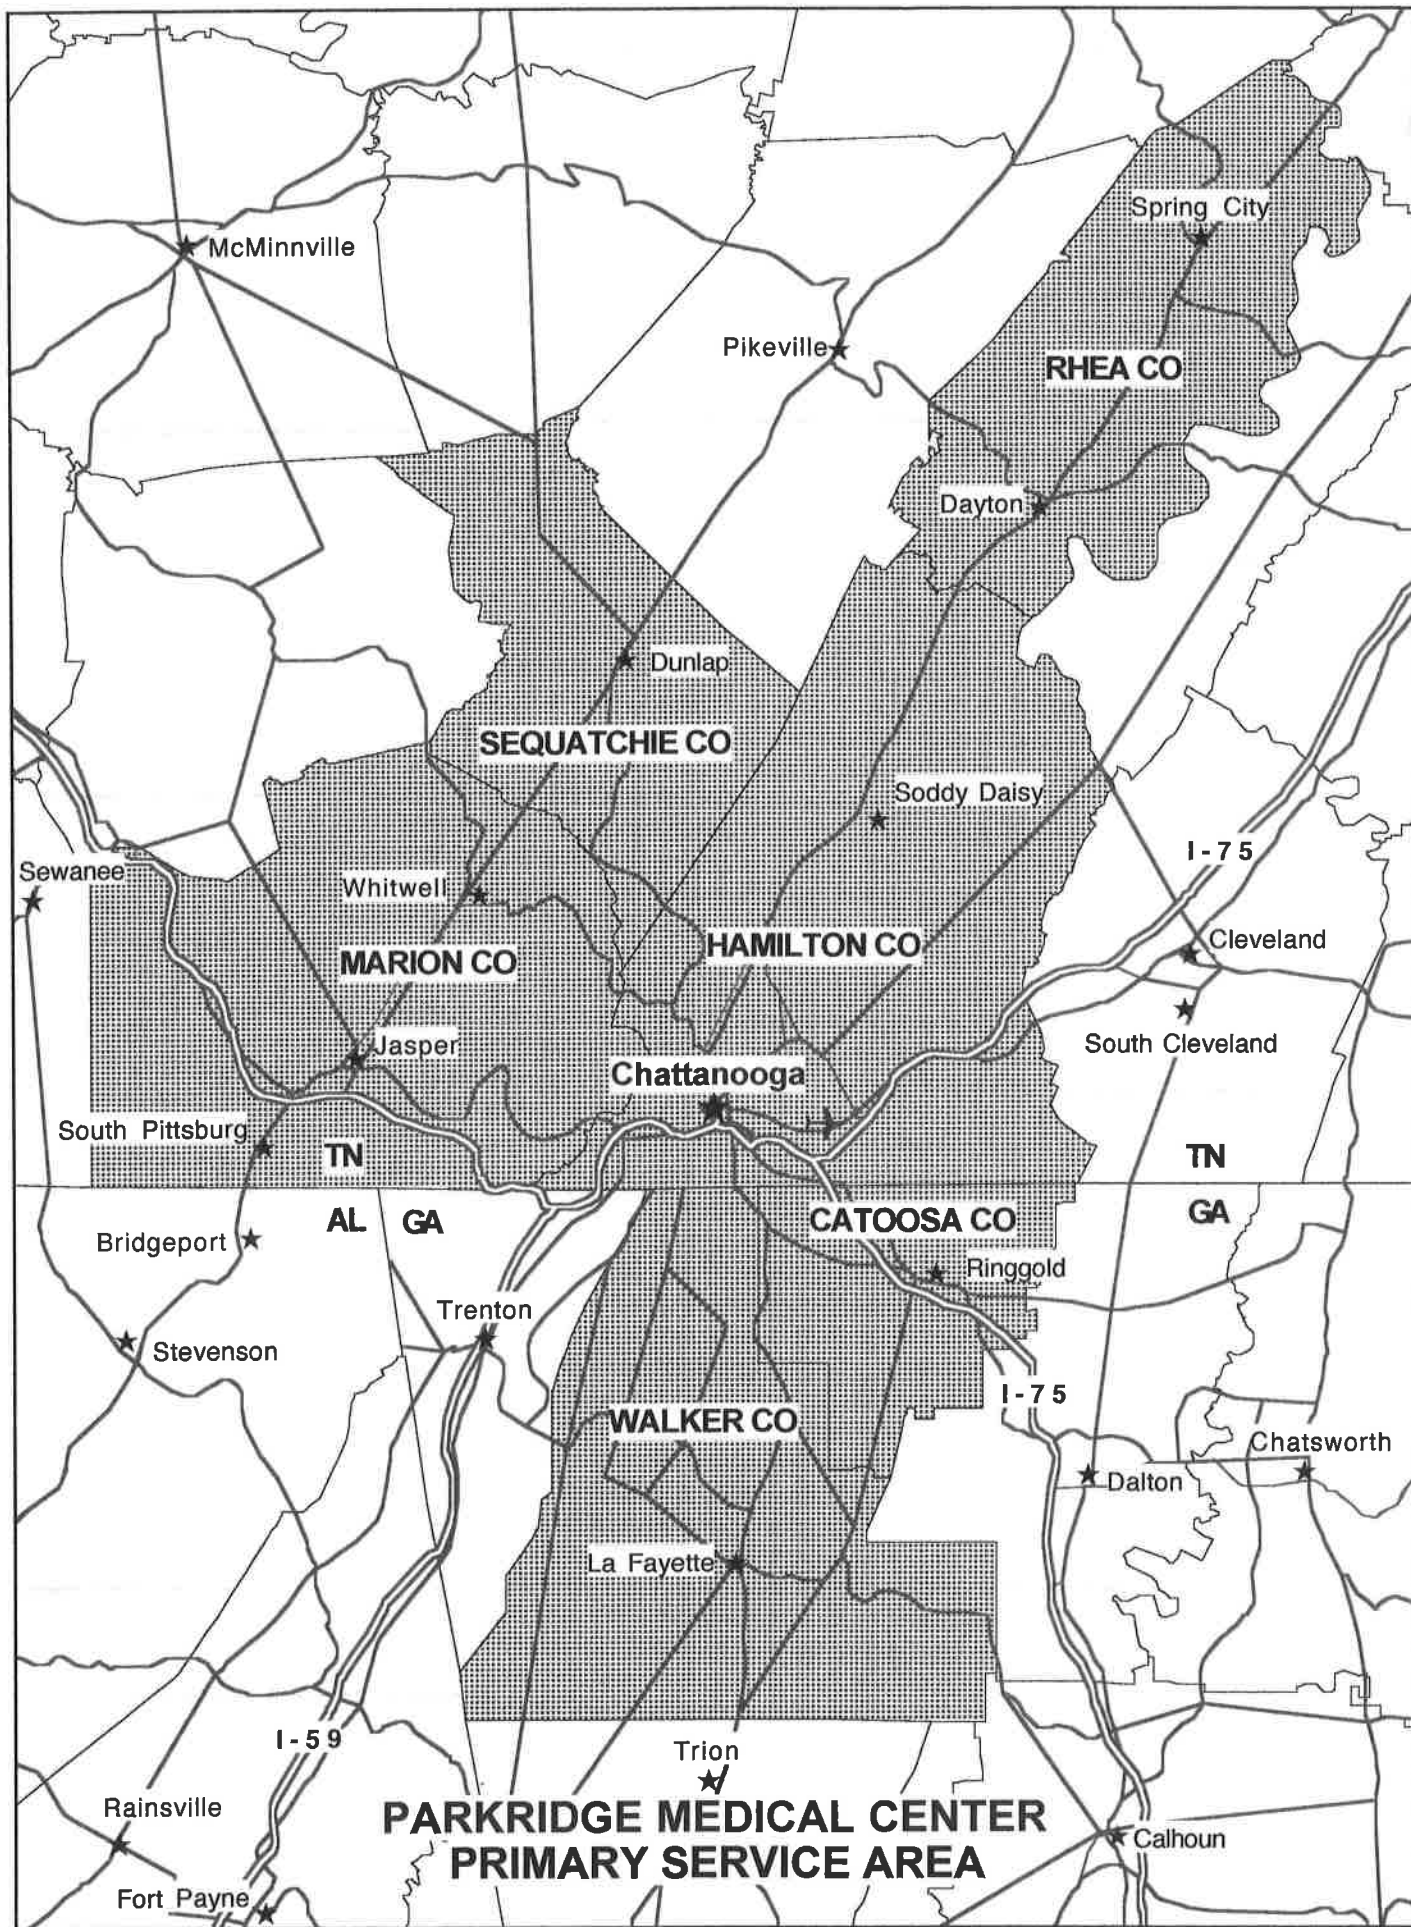 Spring City
McMinnville
Pikeville
RHEA CO
Dayton
Dunlap
SEQUATCHIE CO
Soddy Daisy
I-75
Sewanee
Whitwell
HAMILTON CO
Cleveland
MARION CO
Jasper
South Cleveland
Chattanooga
South Pittsburg
TN
TN
AL
GA
CATOOSA CO
GA
Bridgeport
Ringgold
Trenton
Stevenson
I-75
WALKER CO
Chatsworth
Dalton
La Fayette
I-59
Trion
Rainsville
PARKRIDGE MEDICAL CENTER
PRIMARY SERVICE AREA
Calhoun
Fort Payne